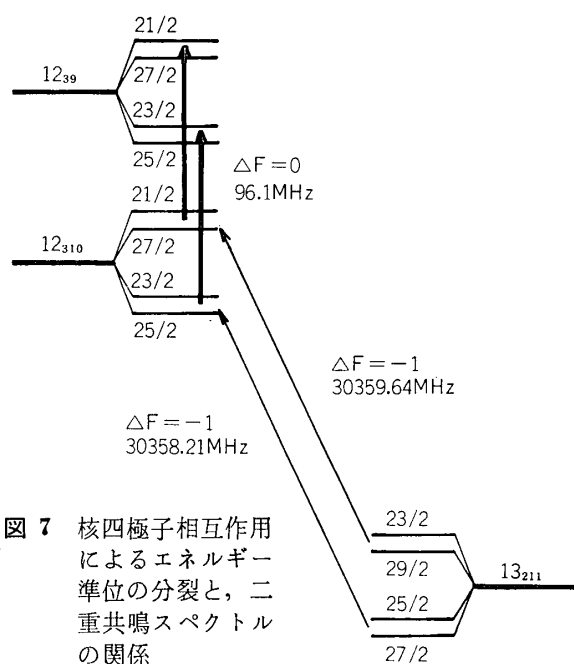 21/2
12₃₉
27/2
23/2
25/2
△F＝0
96.1MHz
21/2
12₃₁₀
27/2
23/2
25/2
△F＝−1
30359.64MHz
△F＝−1
30358.21MHz
23/2
29/2
13₂₁₁
25/2
27/2
図 7 核四極子相互作用
によるエネルギー
準位の分裂と，二
重共鳴スペクトル
の関係